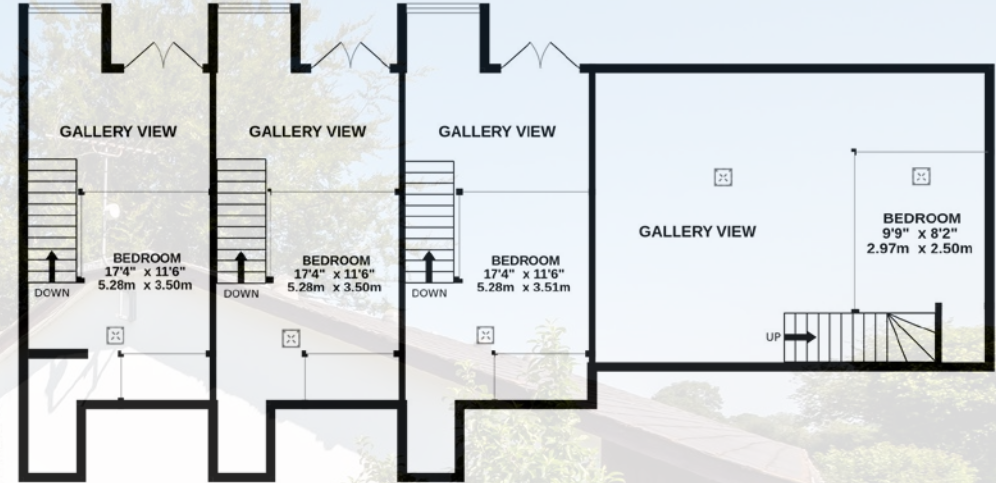 GALLERY VIEW
BEDROOM
17'4" x 11'6"
5.28m x 3.50m
DOWN
GALLERY VIEW
BEDROOM
17'4" x 11'6"
5.28m x 3.50m
DOWN
GALLERY VIEW
BEDROOM
17'4" x 11'6"
5.28m x 3.51m
DOWN
GALLERY VIEW
BEDROOM
9'9" x 8'2"
2.97m x 2.50m
UP